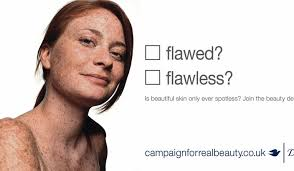 flawed?
flawless?
Is beautiful skin only ever spotless? Join the beauty de
campaignforrealbeauty.co.uk